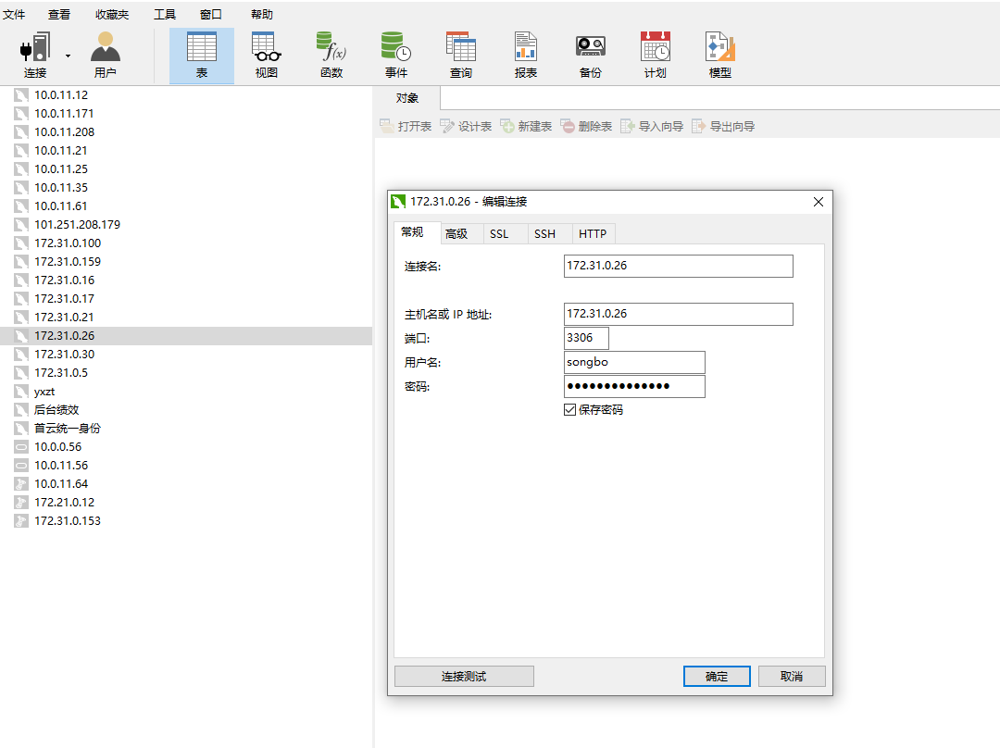 文件 查看 收藏夹 工具 窗口 帮助
连接 用户 表 视图 函数 事件 查询 报表 备份 计划 模型
f(x)
10.0.11.12
10.0.11.171
10.0.11.208
10.0.11.21
10.0.11.25
10.0.11.35
10.0.11.61
101.251.208.179
172.31.0.100
172.31.0.159
172.31.0.16
172.31.0.17
172.31.0.21
172.31.0.26
172.31.0.30
172.31.0.5
yxzt
后台绩效
首云统一身份
10.0.0.56
10.0.11.56
10.0.11.64
172.21.0.12
172.31.0.153
对象
打开表 设计表 新建表 删除表 导入向导 导出向导
172.31.0.26 - 编辑连接
常规 高级 SSL SSH HTTP
连接名: 172.31.0.26
主机名或 IP 地址: 172.31.0.26
端口: 3306
用户名: songbo
密码: ●●●●●●●●●●●●●●
保存密码
连接测试 确定 取消